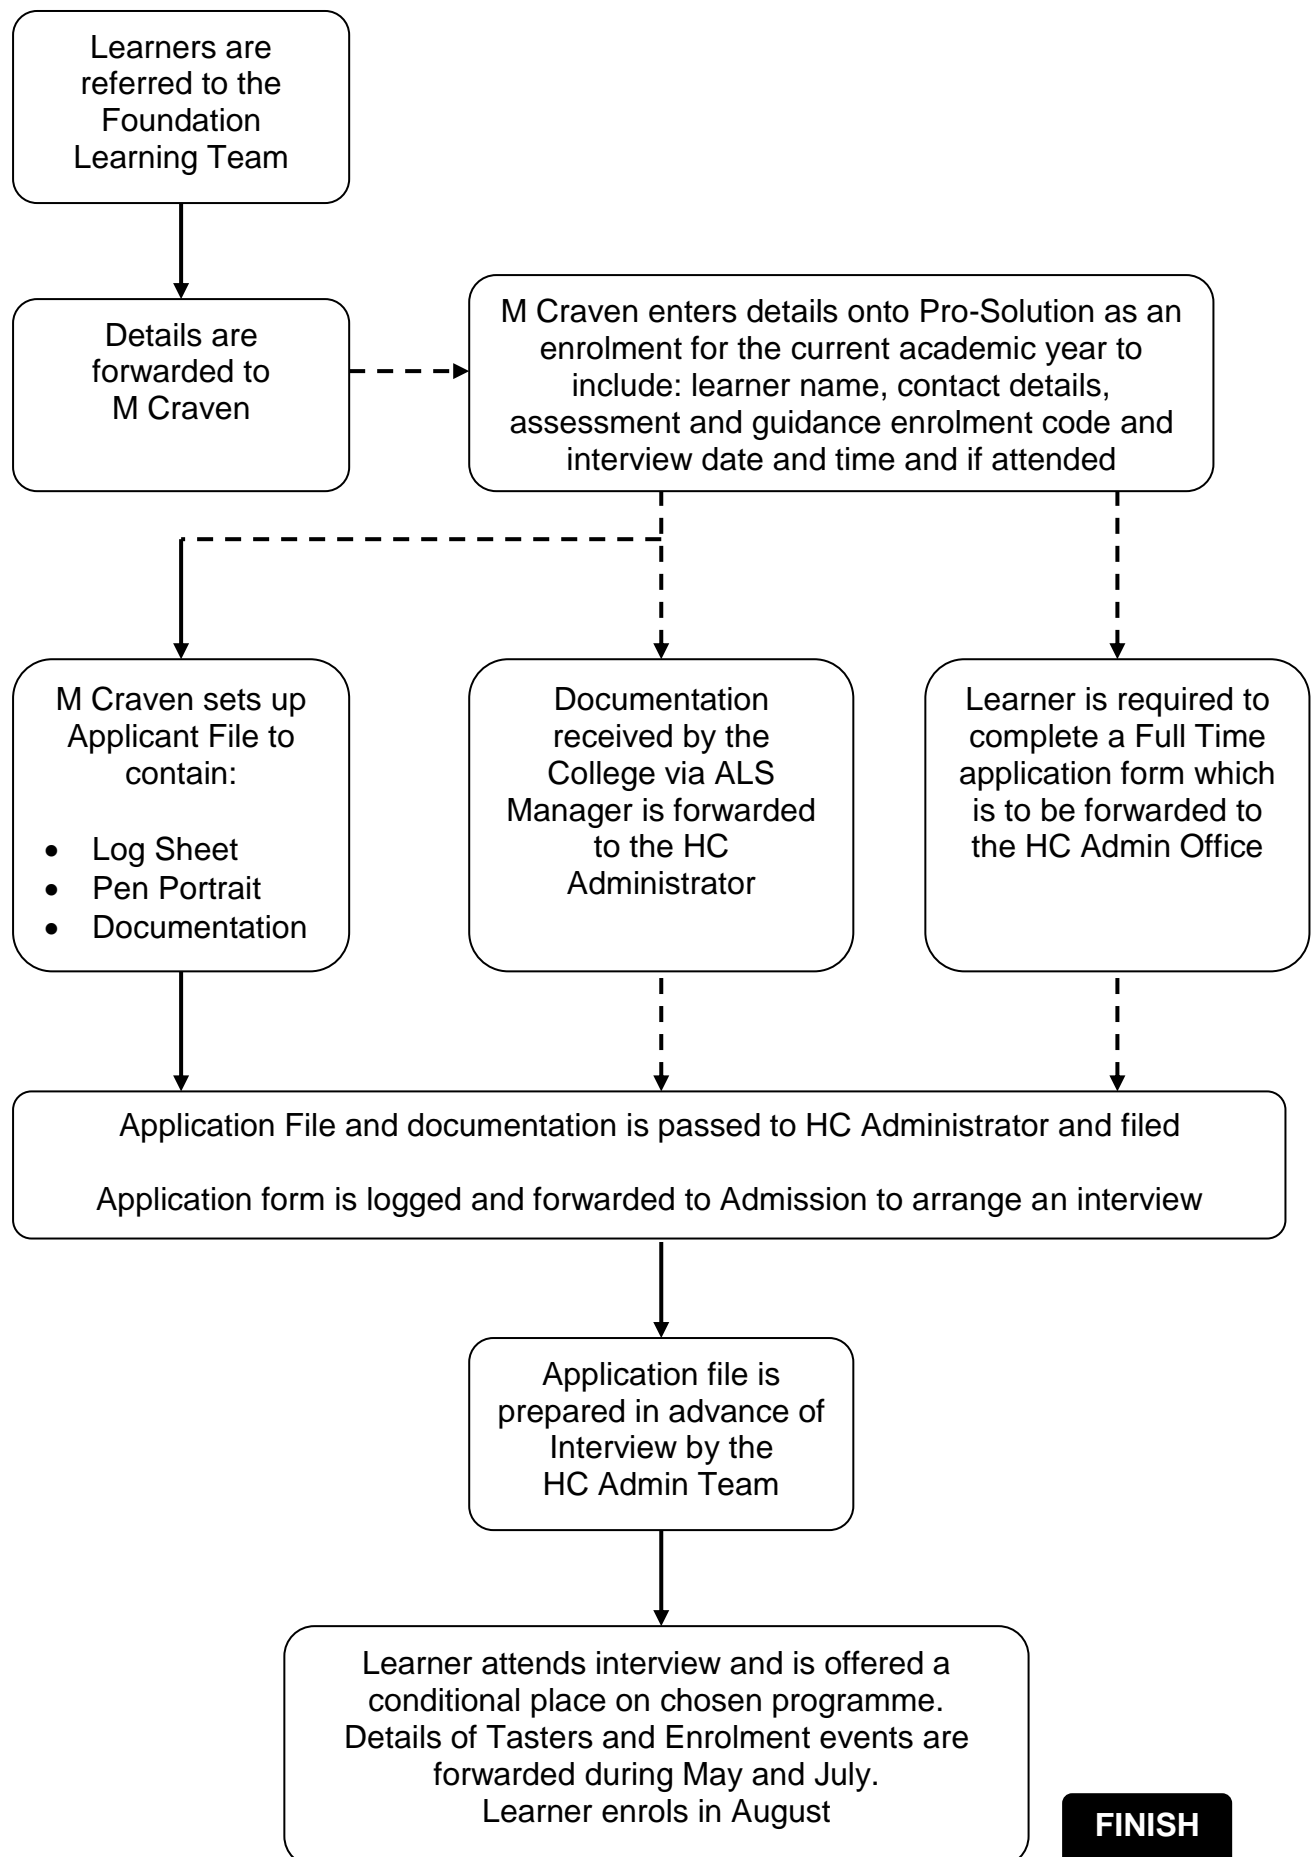 Learners are
referred to the
Foundation
Learning Team
Details are
forwarded to
M Craven
M Craven enters details onto Pro-Solution as an
enrolment for the current academic year to
include: learner name, contact details,
assessment and guidance enrolment code and
interview date and time and if attended
M Craven sets up
Applicant File to
contain:
• Log Sheet
• Pen Portrait
• Documentation
Documentation
received by the
College via ALS
Manager is forwarded
to the HC
Administrator
Learner is required to
complete a Full Time
application form which
is to be forwarded to
the HC Admin Office
Application File and documentation is passed to HC Administrator and filed
Application form is logged and forwarded to Admission to arrange an interview
Application file is
prepared in advance of
Interview by the
HC Admin Team
Learner attends interview and is offered a
conditional place on chosen programme.
Details of Tasters and Enrolment events are
forwarded during May and July.
Learner enrols in August
FINISH